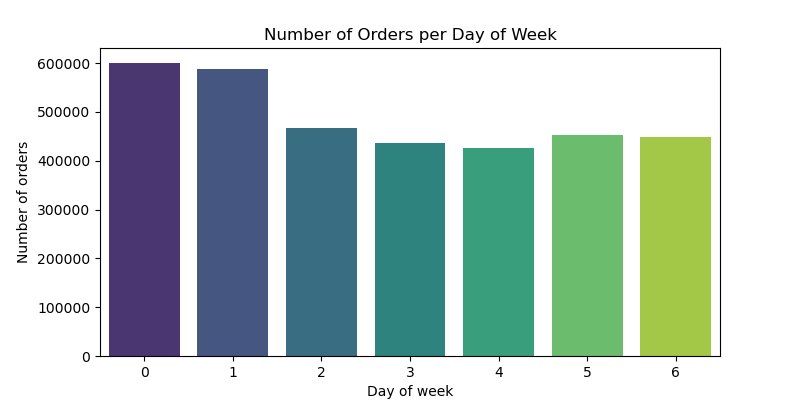 Number of Orders per Day of Week
Number of orders
600000
500000
400000
300000
200000
100000
0
0 1 2 3 4 5 6
Day of week